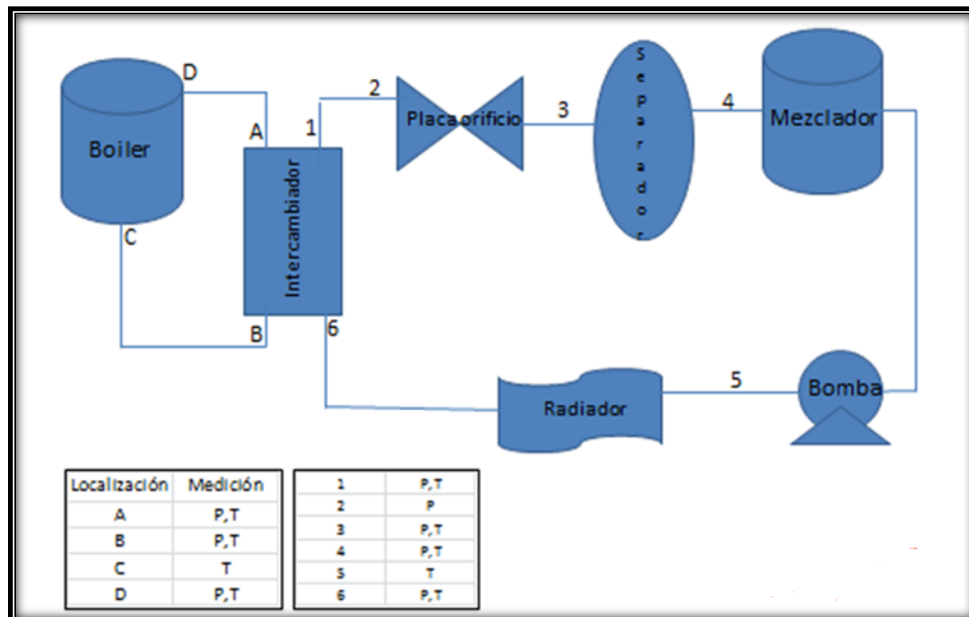 D
Boiler
C
A
Intercambiador
B
1
2
Placa orificio
3
Separador
4
Mezclador
6
Radiador
5
Bomba
Localización Medición
A P,T
B P,T
C T
D P,T
1 P,T
2 P
3 P,T
4 P,T
5 T
6 P,T